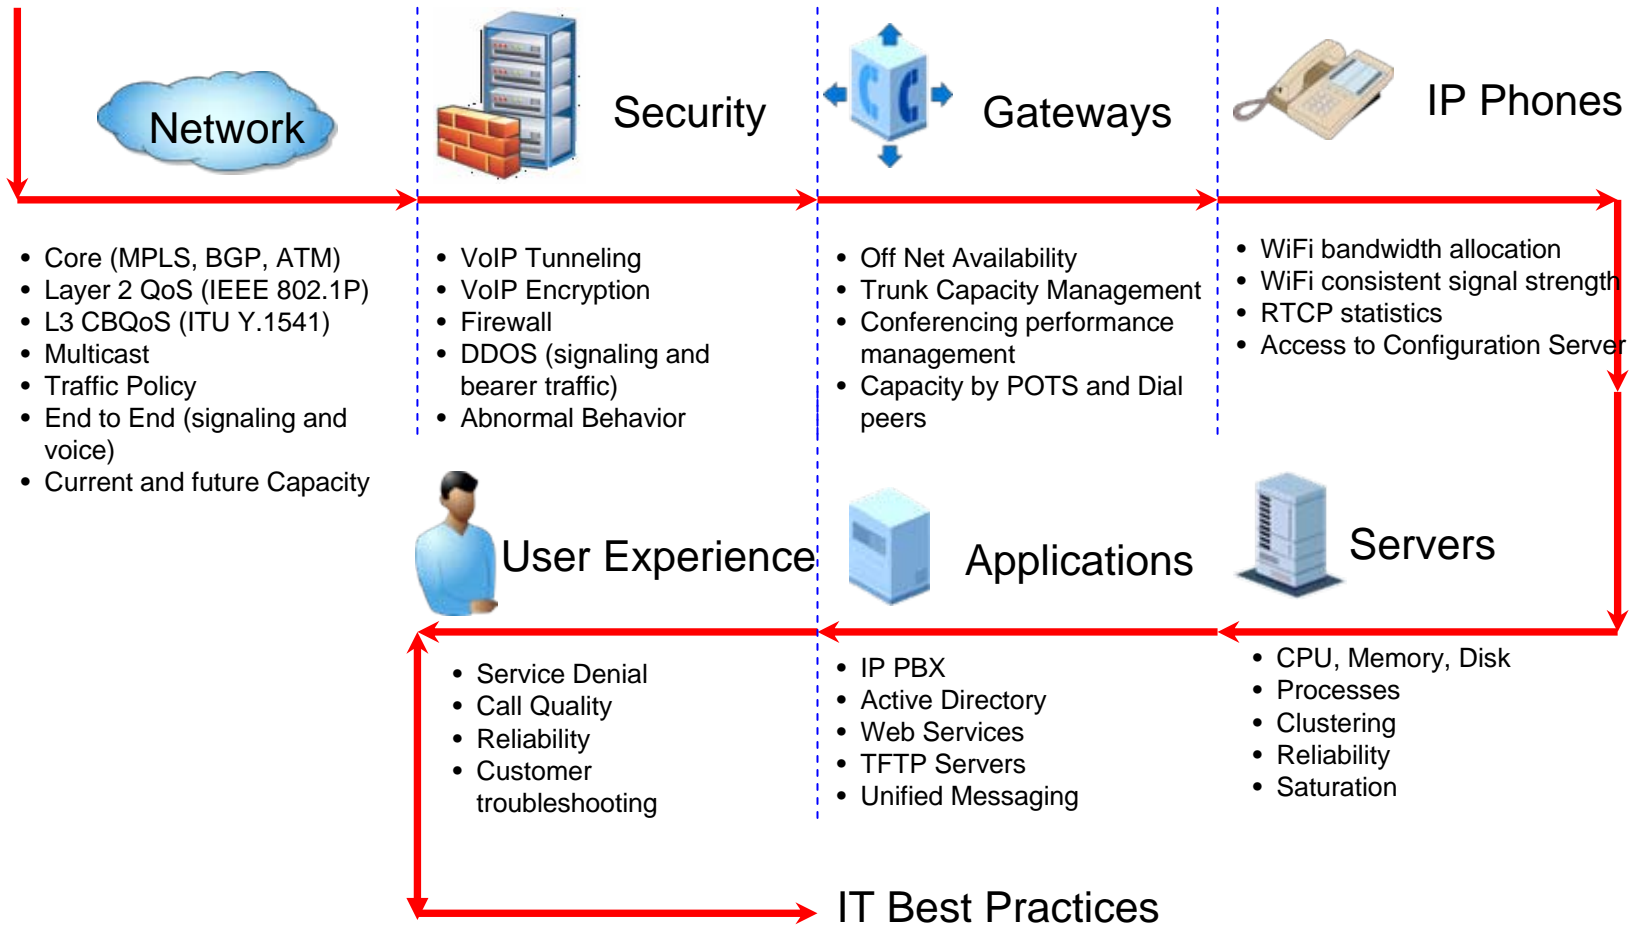 Network
Security
Gateways
IP Phones
• Core (MPLS, BGP, ATM)
• Layer 2 QoS (IEEE 802.1P)
• L3 CBQoS (ITU Y.1541)
• Multicast
• Traffic Policy
• End to End (signaling and
voice)
• Current and future Capacity
• VoIP Tunneling
• VoIP Encryption
• Firewall
• DDOS (signaling and
bearer traffic)
• Abnormal Behavior
• Off Net Availability
• Trunk Capacity Management
• Conferencing performance
management
• Capacity by POTS and Dial
peers
• WiFi bandwidth allocation
• WiFi consistent signal strength
• RTCP statistics
• Access to Configuration Server
User Experience
Applications
Servers
• Service Denial
• Call Quality
• Reliability
• Customer
troubleshooting
• IP PBX
• Active Directory
• Web Services
• TFTP Servers
• Unified Messaging
• CPU, Memory, Disk
• Processes
• Clustering
• Reliability
• Saturation
IT Best Practices